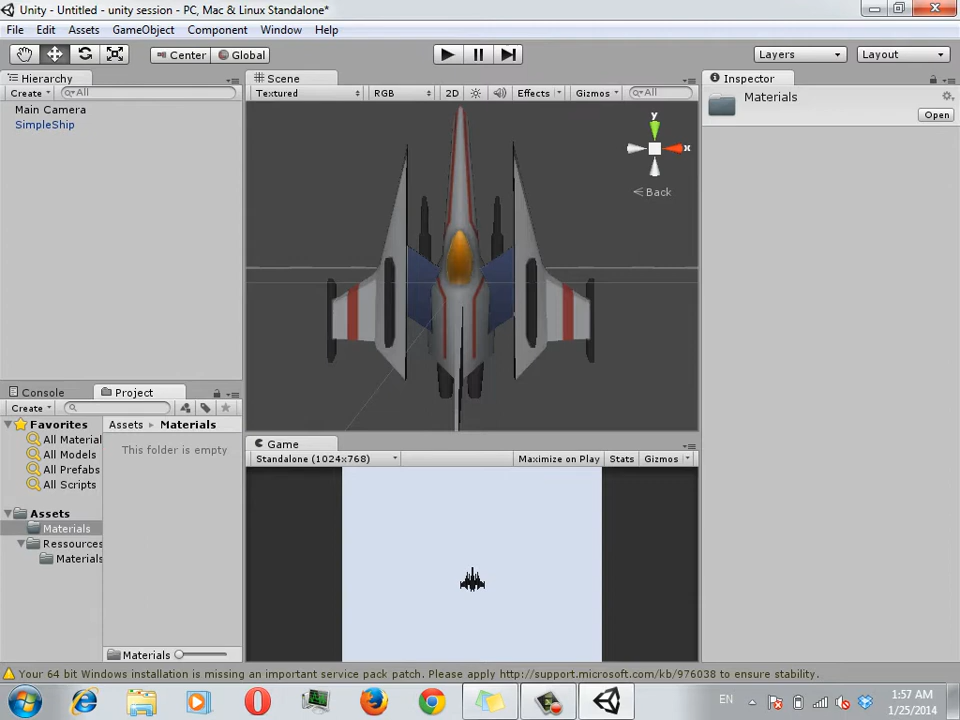 Unity - Untitled - unity session - PC, Mac & Linux Standalone*
File Edit Assets GameObject Component Window Help
Center Global Layers Layout
Hierarchy
Create All
Main Camera
SimpleShip
Scene
Textured RGB 2D Effects Gizmos All
y
x
Back
Inspector
Materials
Open
Console Project
Create
Favorites
All Material
All Models
All Prefabs
All Scripts
Assets
Materials
Ressources
Materials
Assets Materials
This folder is empty
Materials
Game
Standalone (1024x768) Maximize on Play Stats Gizmos
Your 64 bit Windows installation is missing an important service pack patch. Please apply http://support.microsoft.com/kb/976038 to ensure stability.
EN
1:57 AM
1/25/2014